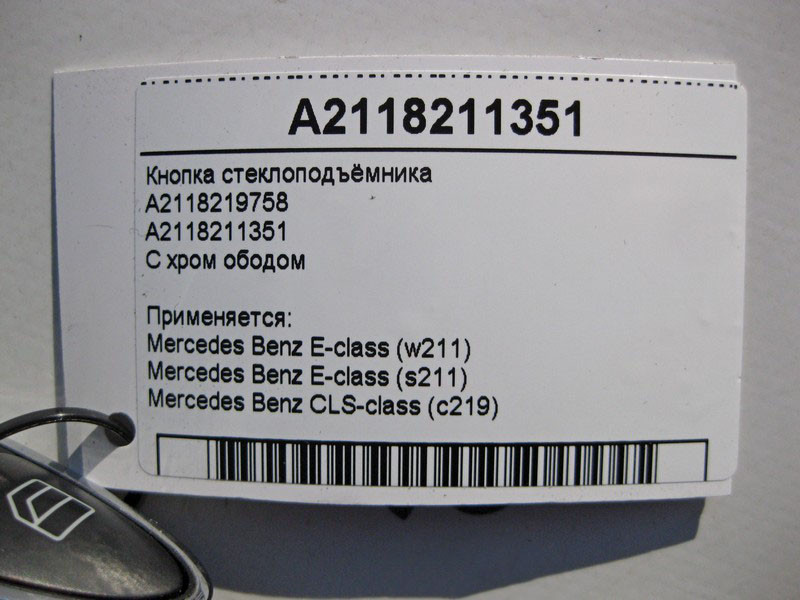 A2118211351
Кнопка стеклоподъёмника
A2118219758
A2118211351
С хром ободом
Применяется:
Mercedes Benz E-class (w211)
Mercedes Benz E-class (s211)
Mercedes Benz CLS-class (c219)